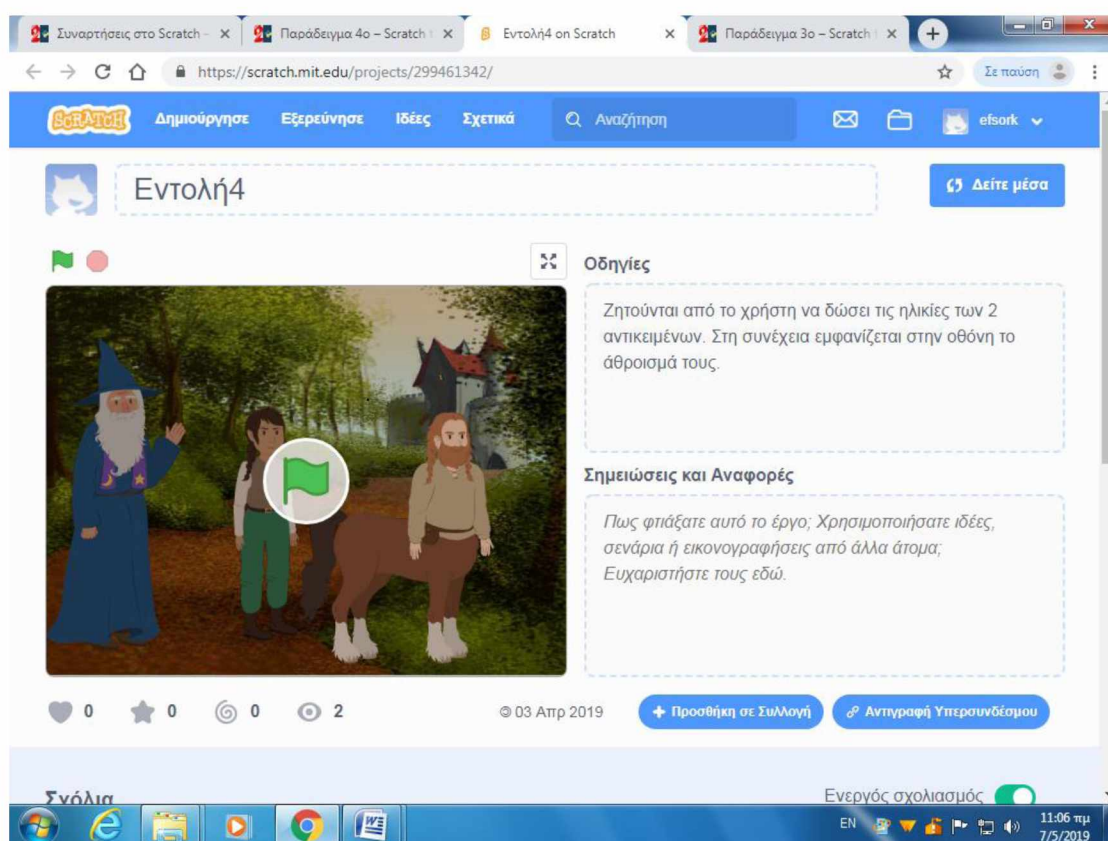 Συναρτήσεις στο Scratch –
Παράδειγμα 4ο – Scratch
Εντολή4 on Scratch
Παράδειγμα 3ο – Scratch
https://scratch.mit.edu/projects/299461342/
Σε παύση
SCRATCH
Δημιούργησε
Εξερεύνησε
Ιδέες
Σχετικά
Αναζήτηση
efsork
Εντολή4
Δείτε μέσα
Οδηγίες
Ζητούνται από το χρήστη να δώσει τις ηλικίες των 2
αντικειμένων. Στη συνέχεια εμφανίζεται στην οθόνη το
άθροισμά τους.
Σημειώσεις και Αναφορές
Πως φτιάξατε αυτό το έργο; Χρησιμοποιήσατε ιδέες,
σενάρια ή εικονογραφήσεις από άλλα άτομα;
Ευχαριστήστε τους εδώ.
0
0
0
2
© 03 Απρ 2019
Προσθήκη σε Συλλογή
Αντιγραφή Υπερσυνδέσμου
Σχόλια
Ενεργός σχολιασμός
EN
11:06 πμ
7/5/2019